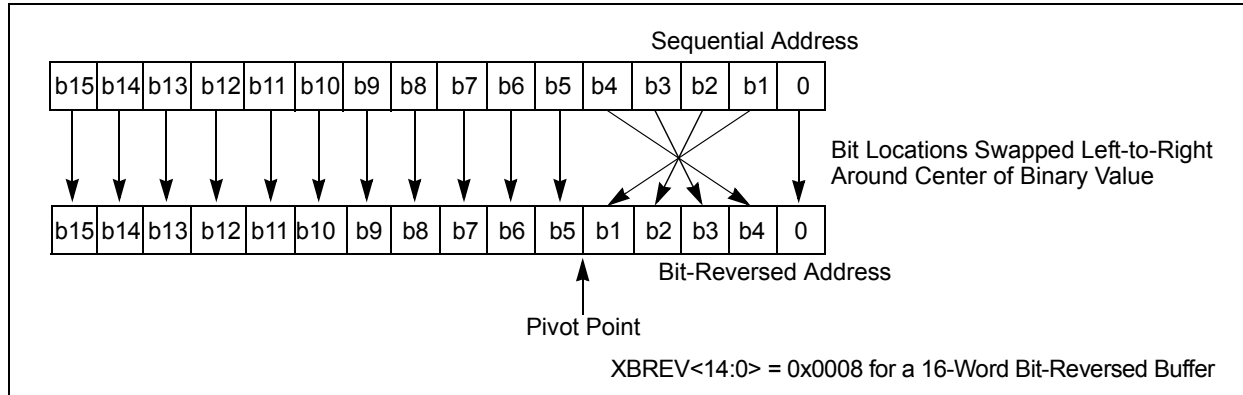 Sequential Address
b15 b14 b13 b12 b11 b10 b9 b8 b7 b6 b5 b4 b3 b2 b1 0
Bit Locations Swapped Left-to-Right
Around Center of Binary Value
b15 b14 b13 b12 b11 b10 b9 b8 b7 b6 b5 b1 b2 b3 b4 0
Bit-Reversed Address
Pivot Point
XBREV<14:0> = 0x0008 for a 16-Word Bit-Reversed Buffer